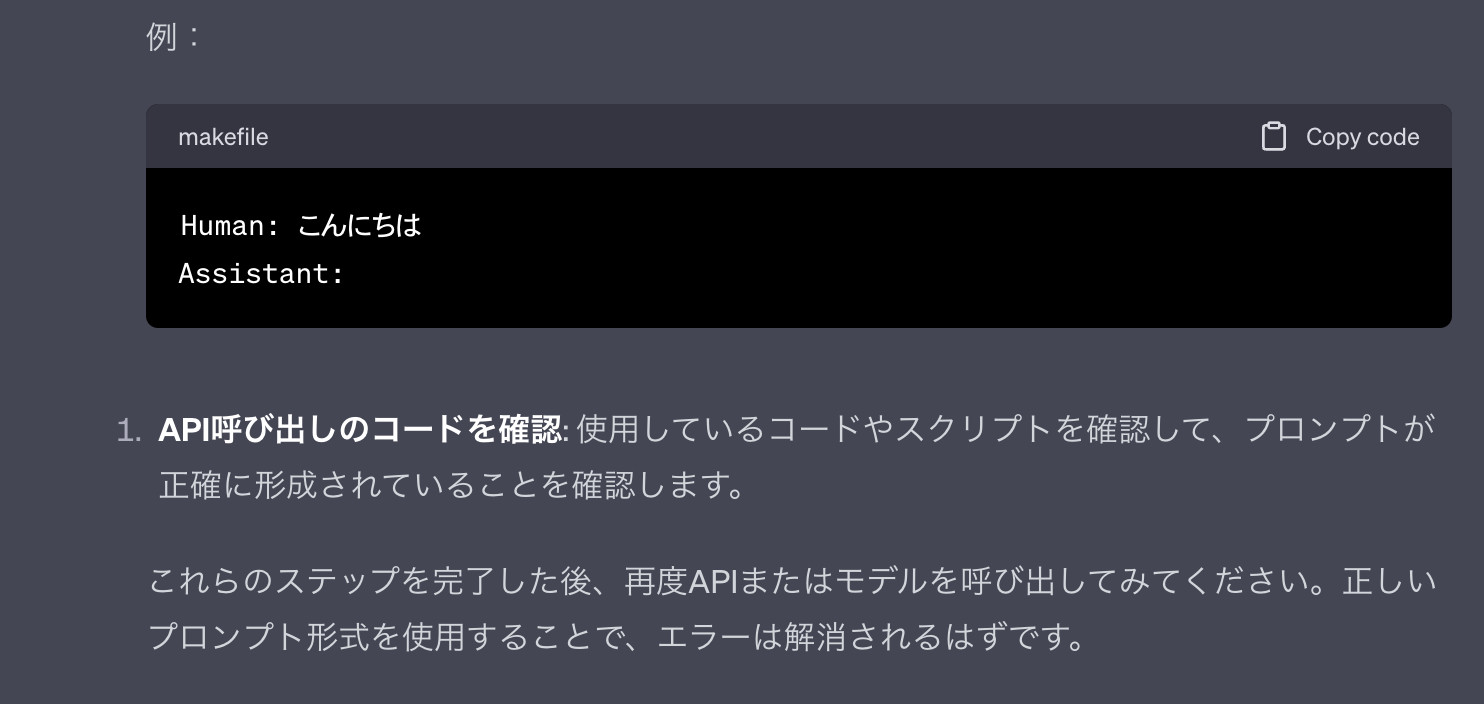 例：
makefile
Copy code
Human: こんにちは
Assistant:
1. API呼び出しのコードを確認: 使用しているコードやスクリプトを確認して、プロンプトが
正確に形成されていることを確認します。
これらのステップを完了した後、再度APIまたはモデルを呼び出してみてください。正しい
プロンプト形式を使用することで、エラーは解消されるはずです。